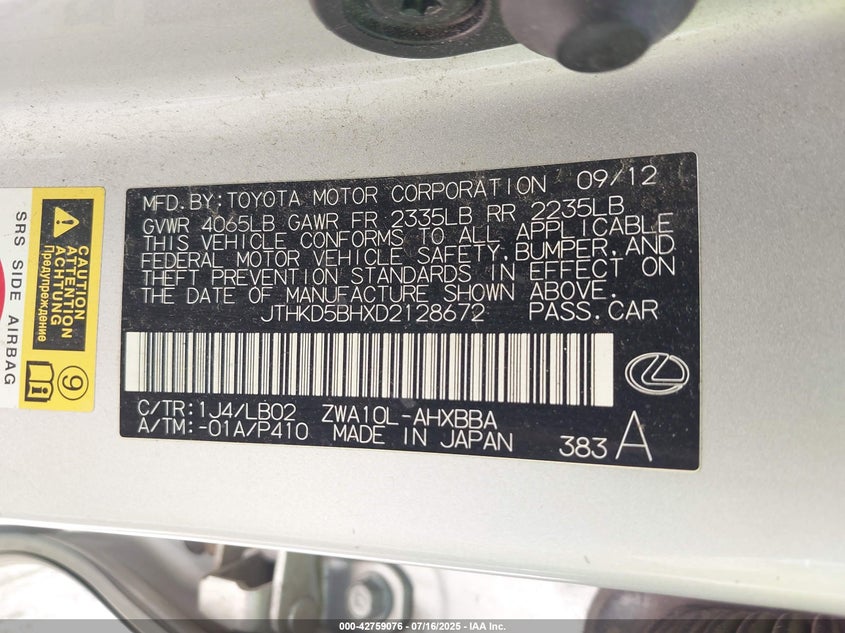 MFD.BY:TOYOTA MOTOR CORPORATION 09/12
GVWR 4065LB GAWR FR 2335LB RR 2235LB
THIS VEHICLE CONFORMS TO ALL APPLICABLE
FEDERAL MOTOR VEHICLE SAFETY,BUMPER,AND
THEFT PREVENTION STANDARDS IN EFFECT ON
THE DATE OF MANUFACTURE SHOWN ABOVE.
JTHKD5BHXD2128672 PASS.CAR
C/TR:1J4/LB02 ZWA10L-AHXBBA
A/TM:-01A/P410 MADE IN JAPAN 383 A
SRS SIDE AIRBAG
CAUTION
ATTENTION
ACHTUNG
Предупреждение
9
000-42759076 - 07/16/2025 - IAA Inc.